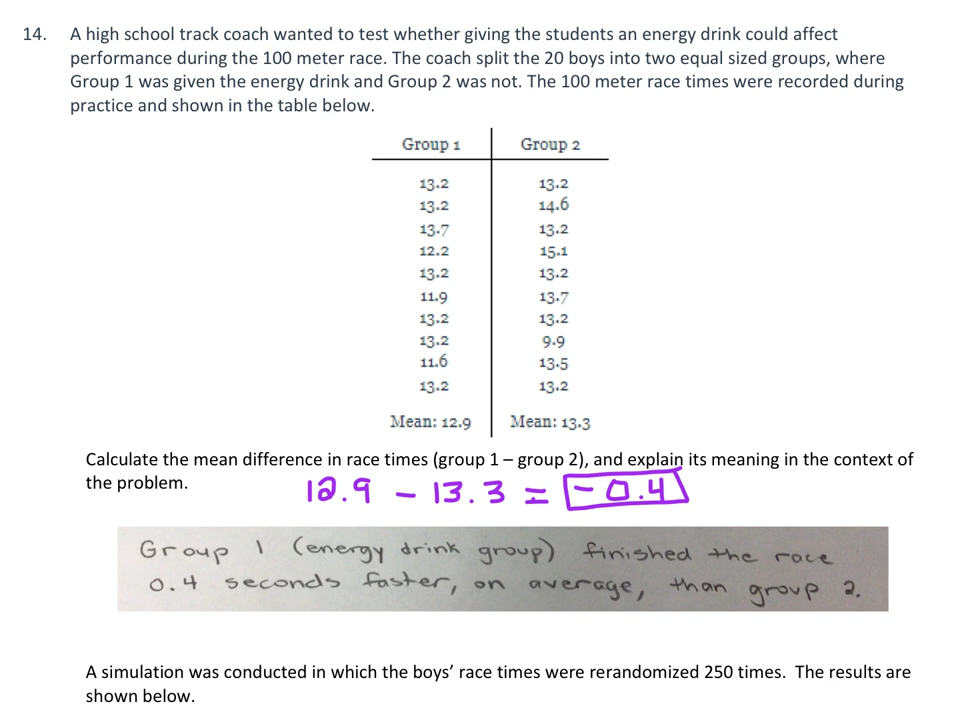 14. A high school track coach wanted to test whether giving the students an energy drink could affect
performance during the 100 meter race. The coach split the 20 boys into two equal sized groups, where
Group 1 was given the energy drink and Group 2 was not. The 100 meter race times were recorded during
practice and shown in the table below.
Group 1 Group 2
13.2 13.2
13.2 14.6
13.7 13.2
12.2 15.1
13.2 13.2
11.9 13.7
13.2 13.2
13.2 9.9
11.6 13.5
13.2 13.2
Mean: 12.9 Mean: 13.3
Calculate the mean difference in race times (group 1 – group 2), and explain its meaning in the context of
the problem.
12.9 - 13.3 = -0.4
Group 1 (energy drink group) finished the race
0.4 seconds faster, on average, than group 2.
A simulation was conducted in which the boys' race times were rerandomized 250 times. The results are
shown below.